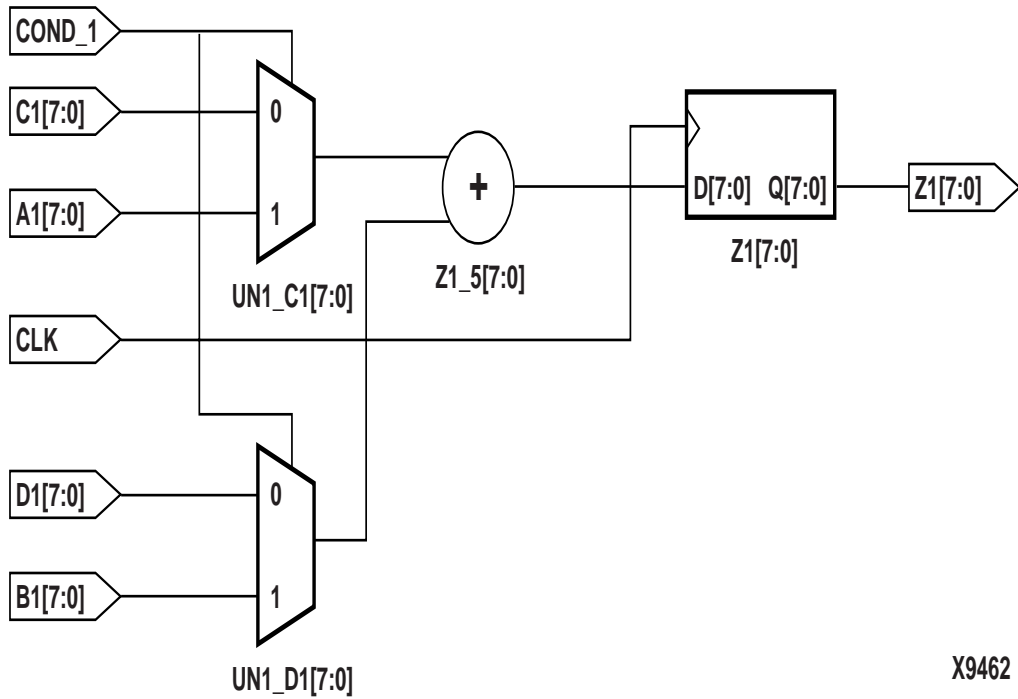 COND_1
C1[7:0]
0
A1[7:0]
1
UN1_C1[7:0]
+
Z1_5[7:0]
D[7:0] Q[7:0]
Z1[7:0]
Z1[7:0]
CLK
D1[7:0]
0
B1[7:0]
1
UN1_D1[7:0]
X9462